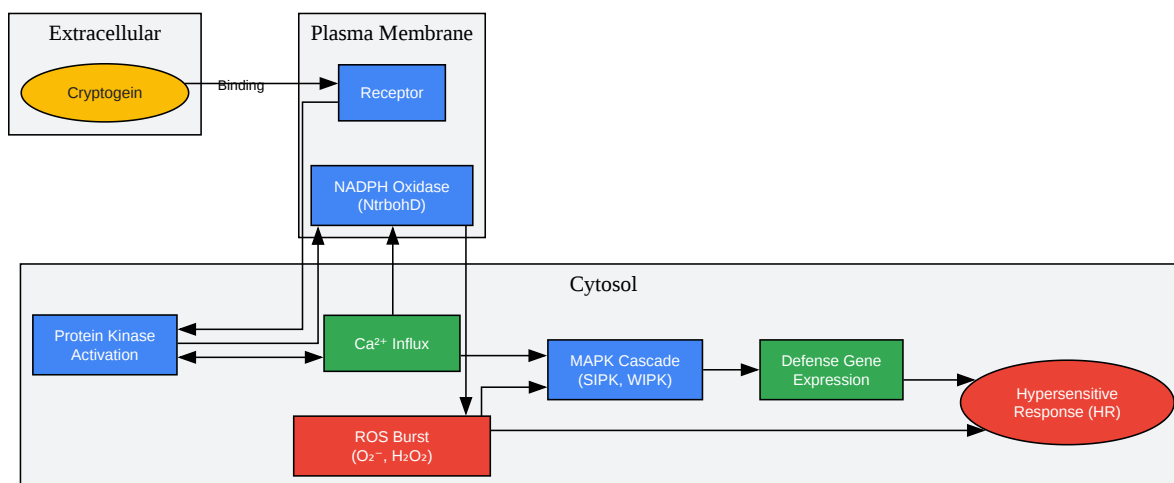 Extracellular
Plasma Membrane
Cryptogein
Binding
Receptor
NADPH Oxidase
(NtrbohD)
Cytosol
Protein Kinase
Activation
Ca²⁺ Influx
MAPK Cascade
(SIPK, WIPK)
Defense Gene
Expression
Hypersensitive
Response (HR)
ROS Burst
(O₂⁻, H₂O₂)